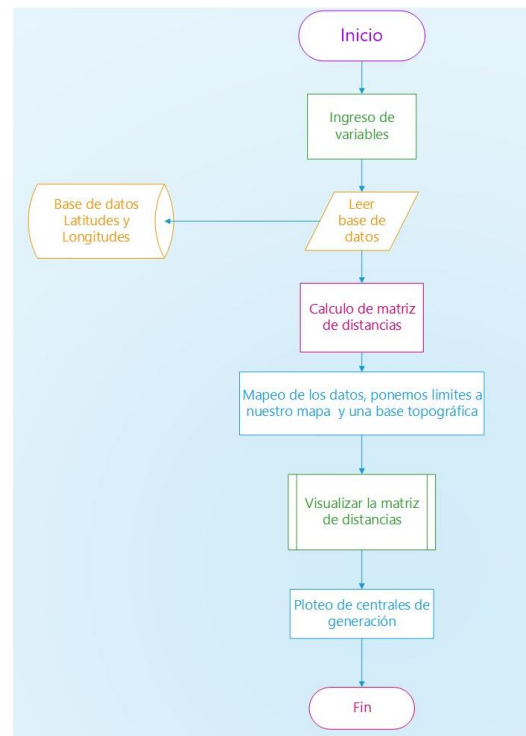 Inicio
Ingreso de
variables
Base de datos
Latitudes y
Longitudes
Leer
base de
datos
Calculo de matriz
de distancias
Mapeo de los datos, ponemos limites a
nuestro mapa y una base topográfica
Visualizar la matriz
de distancias
Ploteo de centrales de
generación
Fin